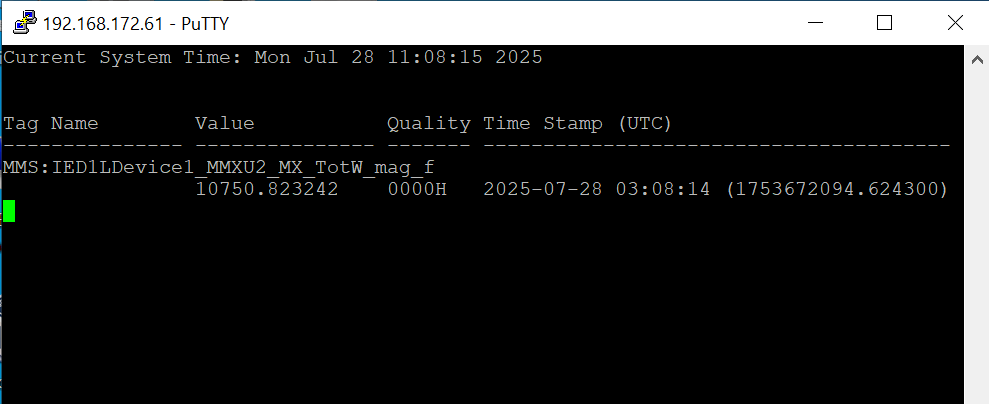 192.168.172.61 - PuTTY
Current System Time: Mon Jul 28 11:08:15 2025
Tag Name Value Quality Time Stamp (UTC)
--------------- --------------- ------- ---------------------------------------
MMS:IED1LDevice1_MMXU2_MX_TotW_mag_f
10750.823242 0000H 2025-07-28 03:08:14 (1753672094.624300)